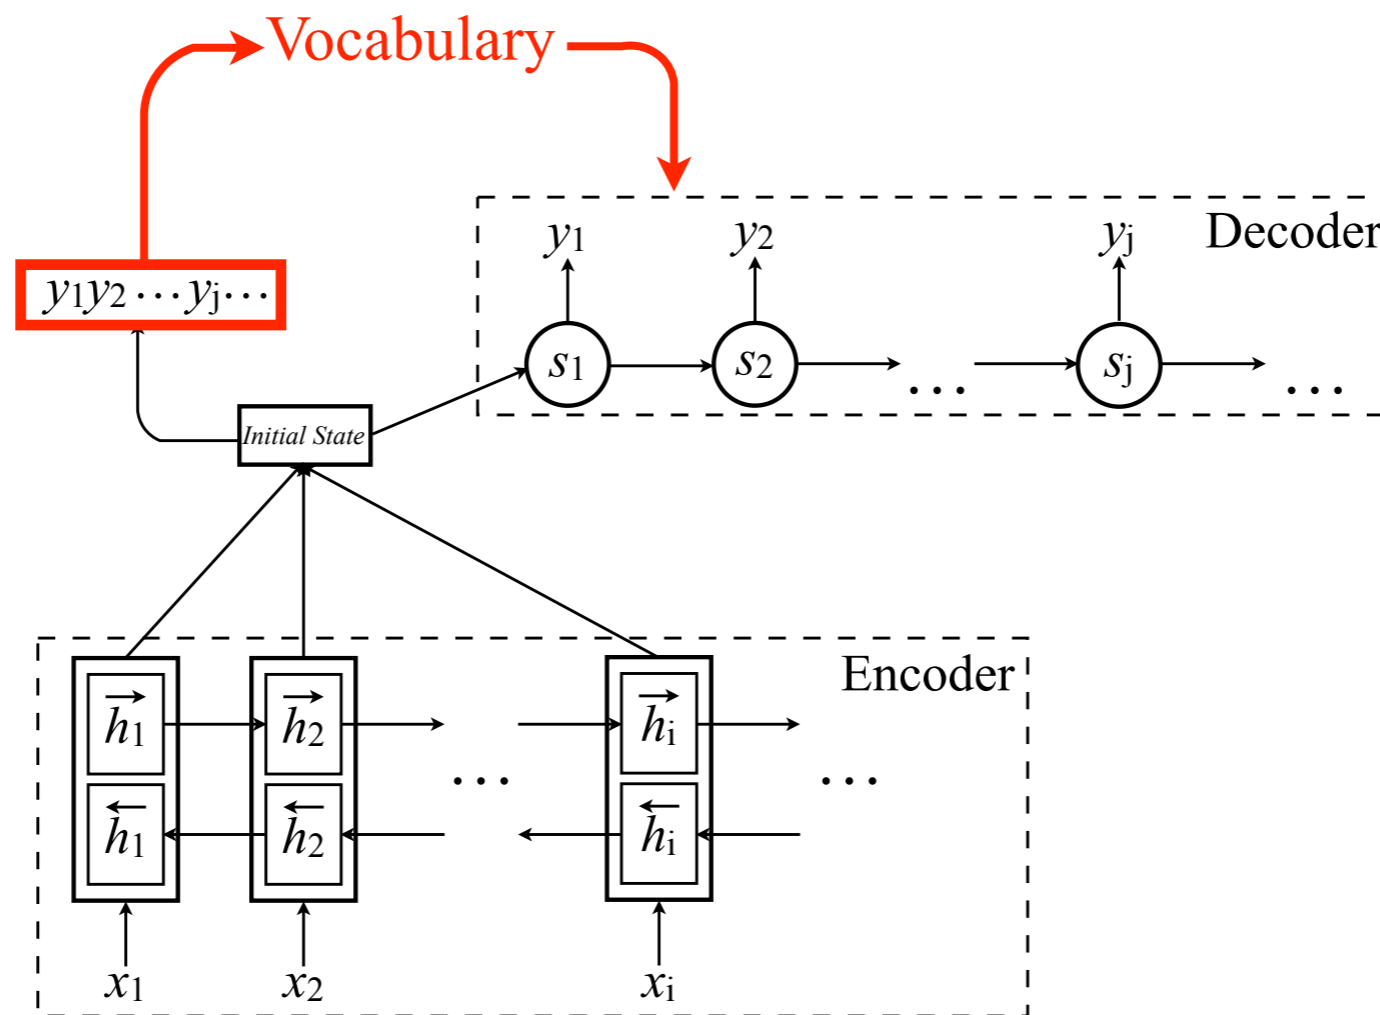 Vocabulary
Decoder
y1 y2 yj
y1y2 ··· yj ···
s1 s2 ... sj ...
Initial State
Encoder
→h1 →h2 →hi
... ...
←h1 ←h2 ←hi
x1 x2 xi